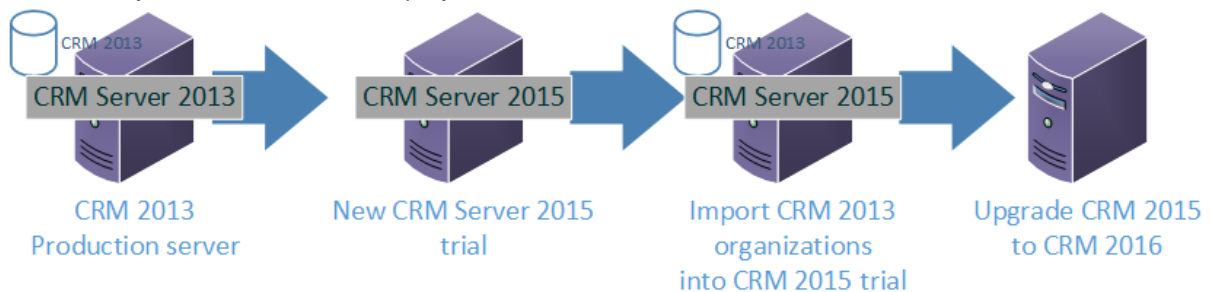 CRM 2013
CRM 2013
CRM Server 2013
CRM Server 2015
CRM Server 2015
CRM 2013
Production server
New CRM Server 2015
trial
Import CRM 2013
organizations
into CRM 2015 trial
Upgrade CRM 2015
to CRM 2016